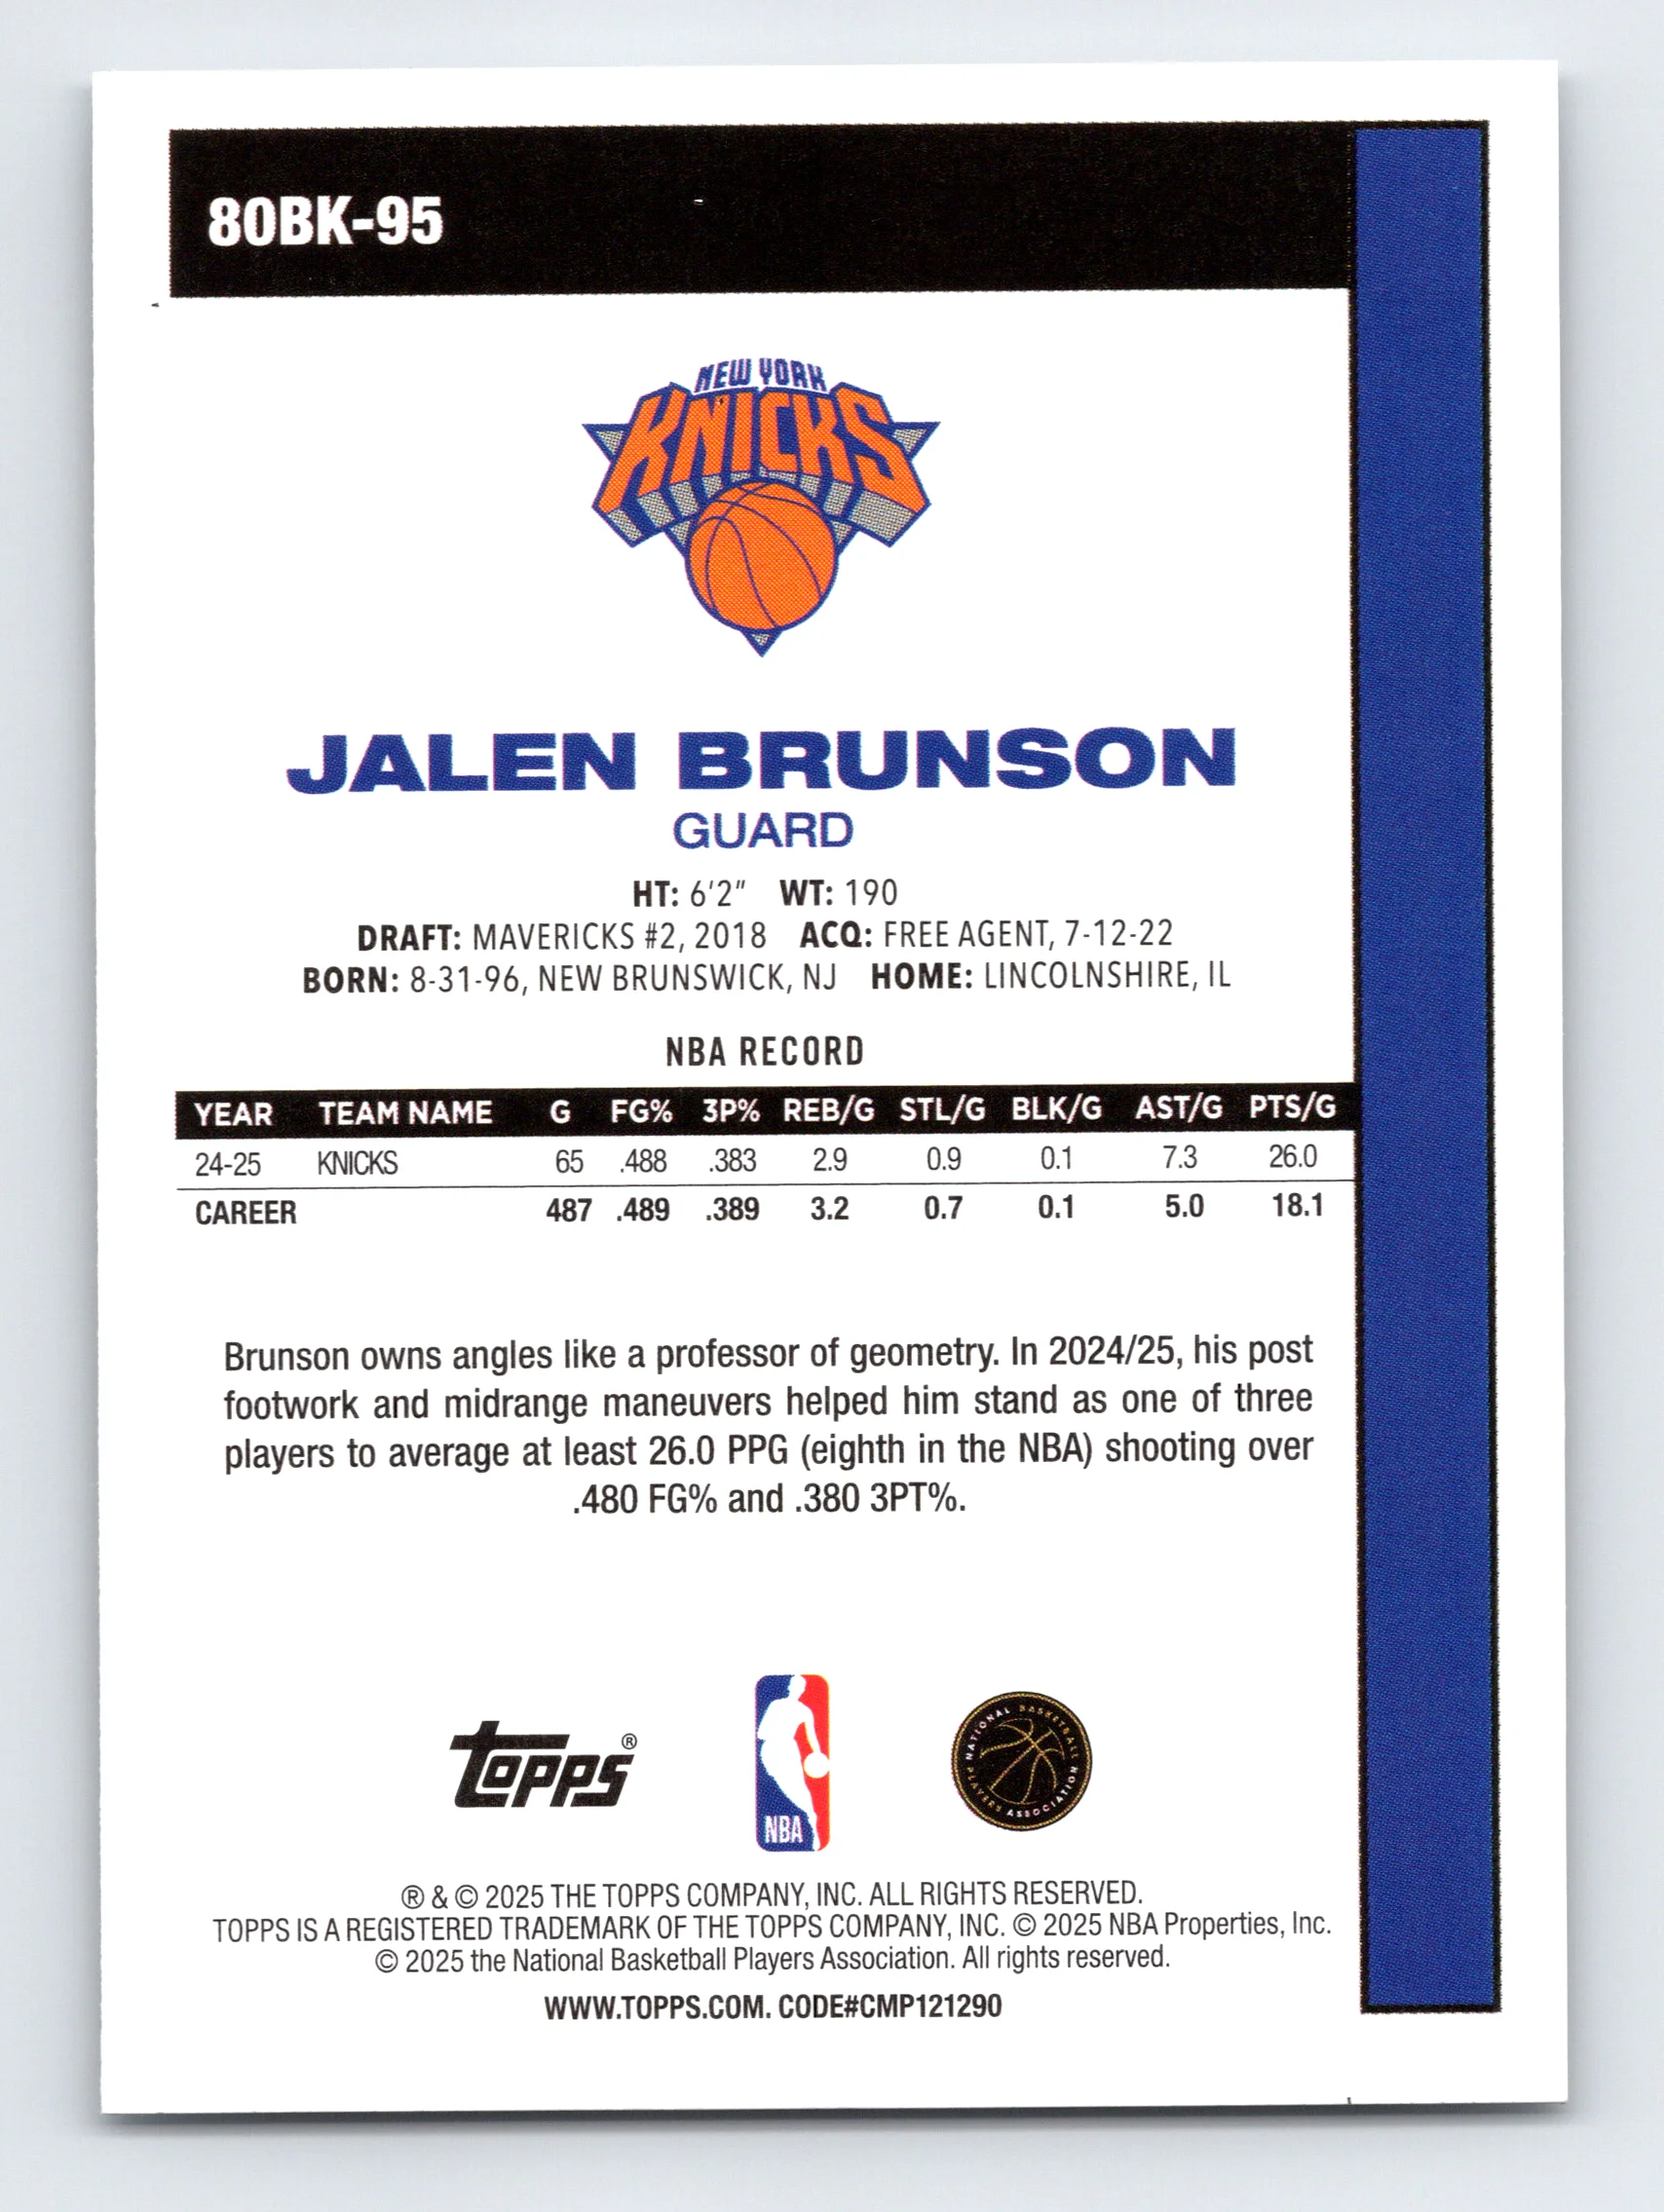 80BK-95
NEW YORK
KNICKS
JALEN BRUNSON
GUARD
HT: 6'2" WT: 190
DRAFT: MAVERICKS #2, 2018 ACQ: FREE AGENT, 7-12-22
BORN: 8-31-96, NEW BRUNSWICK, NJ HOME: LINCOLNSHIRE, IL
NBA RECORD
YEAR TEAM NAME G FG% 3P% REB/G STL/G BLK/G AST/G PTS/G
24-25 KNICKS 65 .488 .383 2.9 0.9 0.1 7.3 26.0
CAREER 487 .489 .389 3.2 0.7 0.1 5.0 18.1
Brunson owns angles like a professor of geometry. In 2024/25, his post
footwork and midrange maneuvers helped him stand as one of three
players to average at least 26.0 PPG (eighth in the NBA) shooting over
.480 FG% and .380 3PT%.
topps®
NBA
NATIONAL BASKETBALL PLAYERS ASSOCIATION
® & © 2025 THE TOPPS COMPANY, INC. ALL RIGHTS RESERVED.
TOPPS IS A REGISTERED TRADEMARK OF THE TOPPS COMPANY, INC. © 2025 NBA Properties, Inc.
© 2025 the National Basketball Players Association. All rights reserved.
WWW.TOPPS.COM. CODE#CMP121290